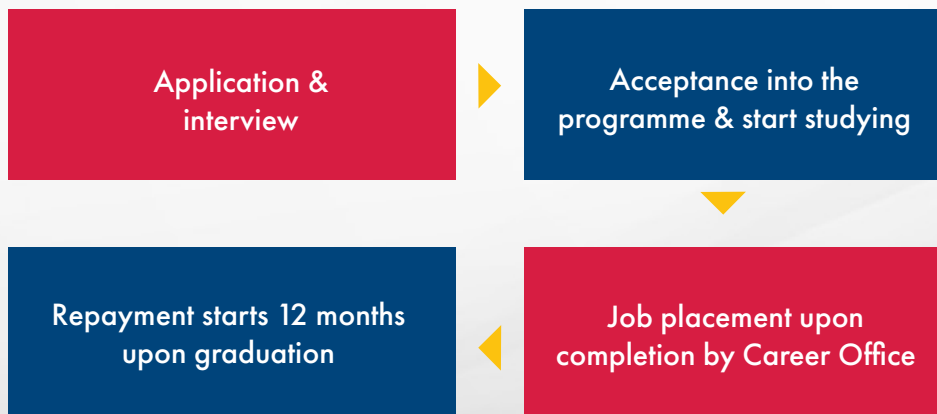 Application &
interview
Acceptance into the
programme & start studying
Job placement upon
completion by Career Office
Repayment starts 12 months
upon graduation